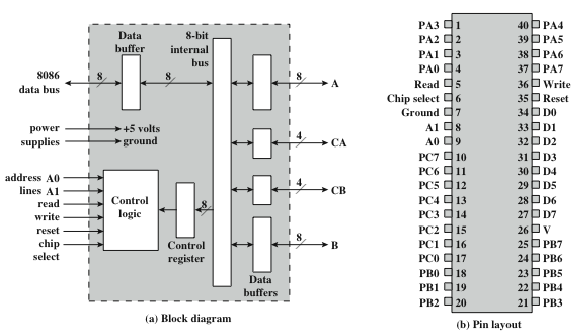 Data
buffer
8-bit
internal
bus
8086
data bus
8
8
8
A
power
supplies
+5 volts
ground
4
CA
4
CB
address A0
lines A1
read
write
reset
chip
select
Control
logic
Control
register
8
8
B
Data
buffers
(a) Block diagram
PA3 1 40 PA4
PA2 2 39 PA5
PA1 3 38 PA6
PA0 4 37 PA7
Read 5 36 Write
Chip select 6 35 Reset
Ground 7 34 D0
A1 8 33 D1
A0 9 32 D2
PC7 10 31 D3
PC6 11 30 D4
PC5 12 29 D5
PC4 13 28 D6
PC3 14 27 D7
PC2 15 26 V
PC1 16 25 PB7
PC0 17 24 PB6
PB0 18 23 PB5
PB1 19 22 PB4
PB2 20 21 PB3
(b) Pin layout